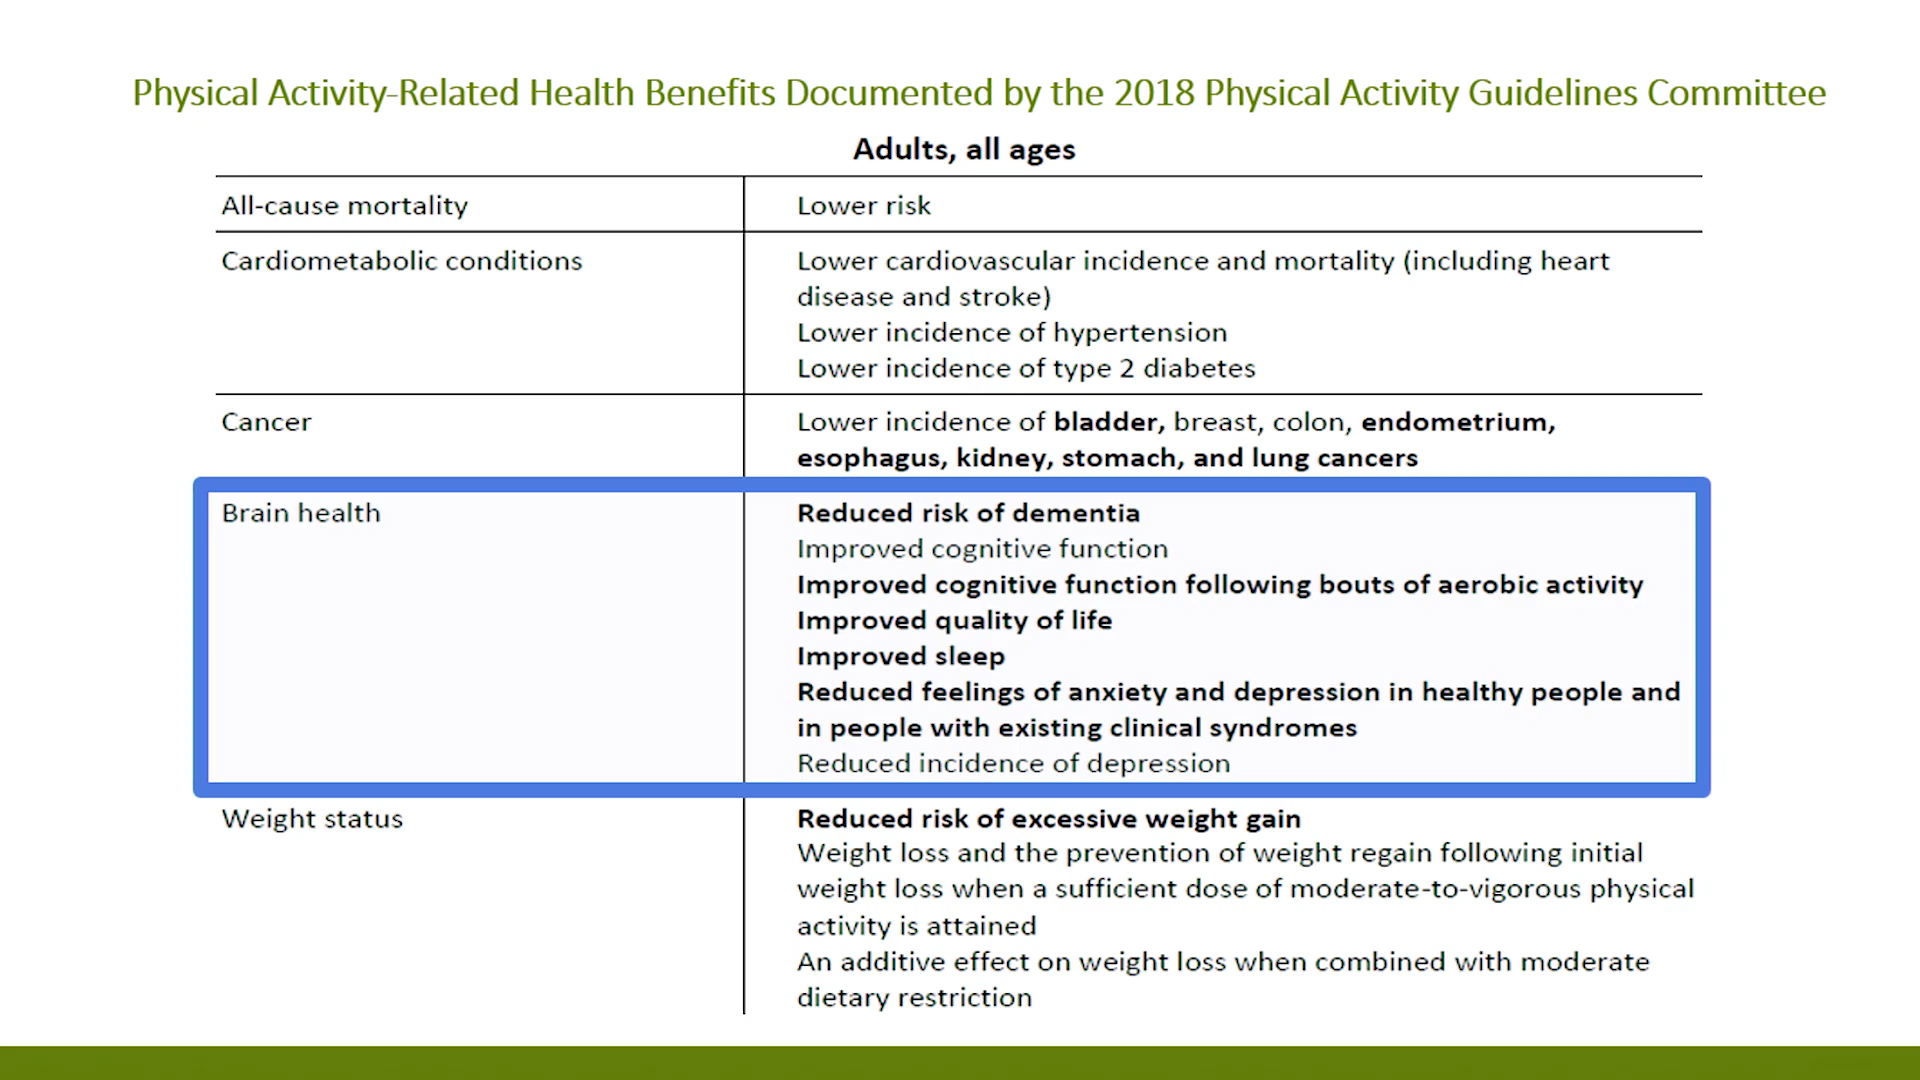 Physical Activity-Related Health Benefits Documented by the 2018 Physical Activity Guidelines Committee
Adults, all ages
All-cause mortality
Lower risk
Cardiometabolic conditions
Lower cardiovascular incidence and mortality (including heart
disease and stroke)
Lower incidence of hypertension
Lower incidence of type 2 diabetes
Cancer
Lower incidence of bladder, breast, colon, endometrium,
esophagus, kidney, stomach, and lung cancers
Brain health
Reduced risk of dementia
Improved cognitive function
Improved cognitive function following bouts of aerobic activity
Improved quality of life
Improved sleep
Reduced feelings of anxiety and depression in healthy people and
in people with existing clinical syndromes
Reduced incidence of depression
Weight status
Reduced risk of excessive weight gain
Weight loss and the prevention of weight regain following initial
weight loss when a sufficient dose of moderate-to-vigorous physical
activity is attained
An additive effect on weight loss when combined with moderate
dietary restriction